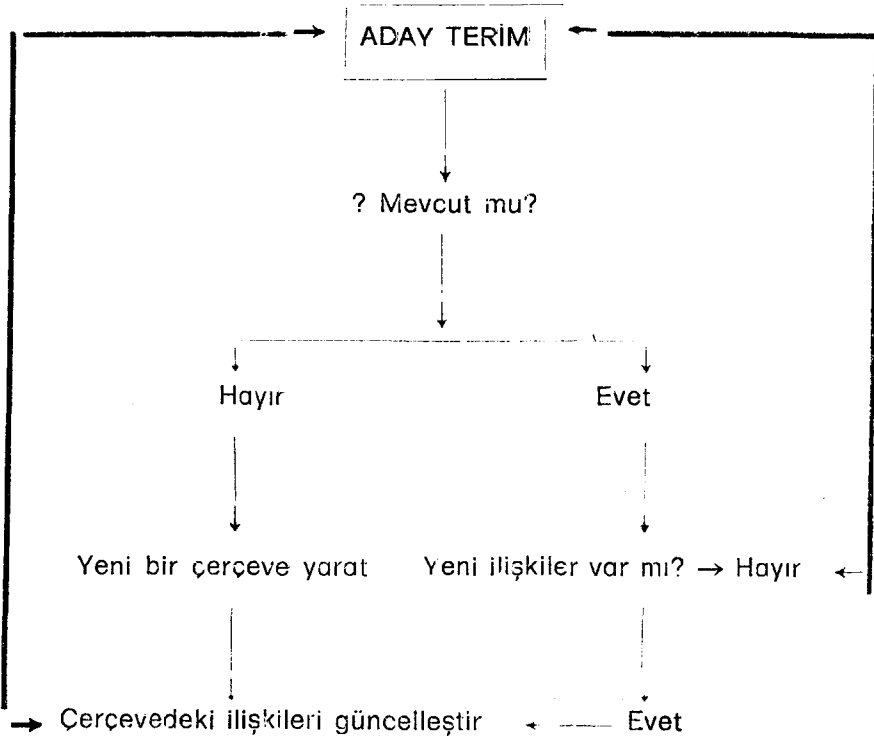 ADAY TERİM
? Mevcut mu?
Hayır Evet
Yeni bir çerçeve yarat Yeni ilişkiler var mı? → Hayır
Çerçevedeki ilişkileri güncelleştir Evet